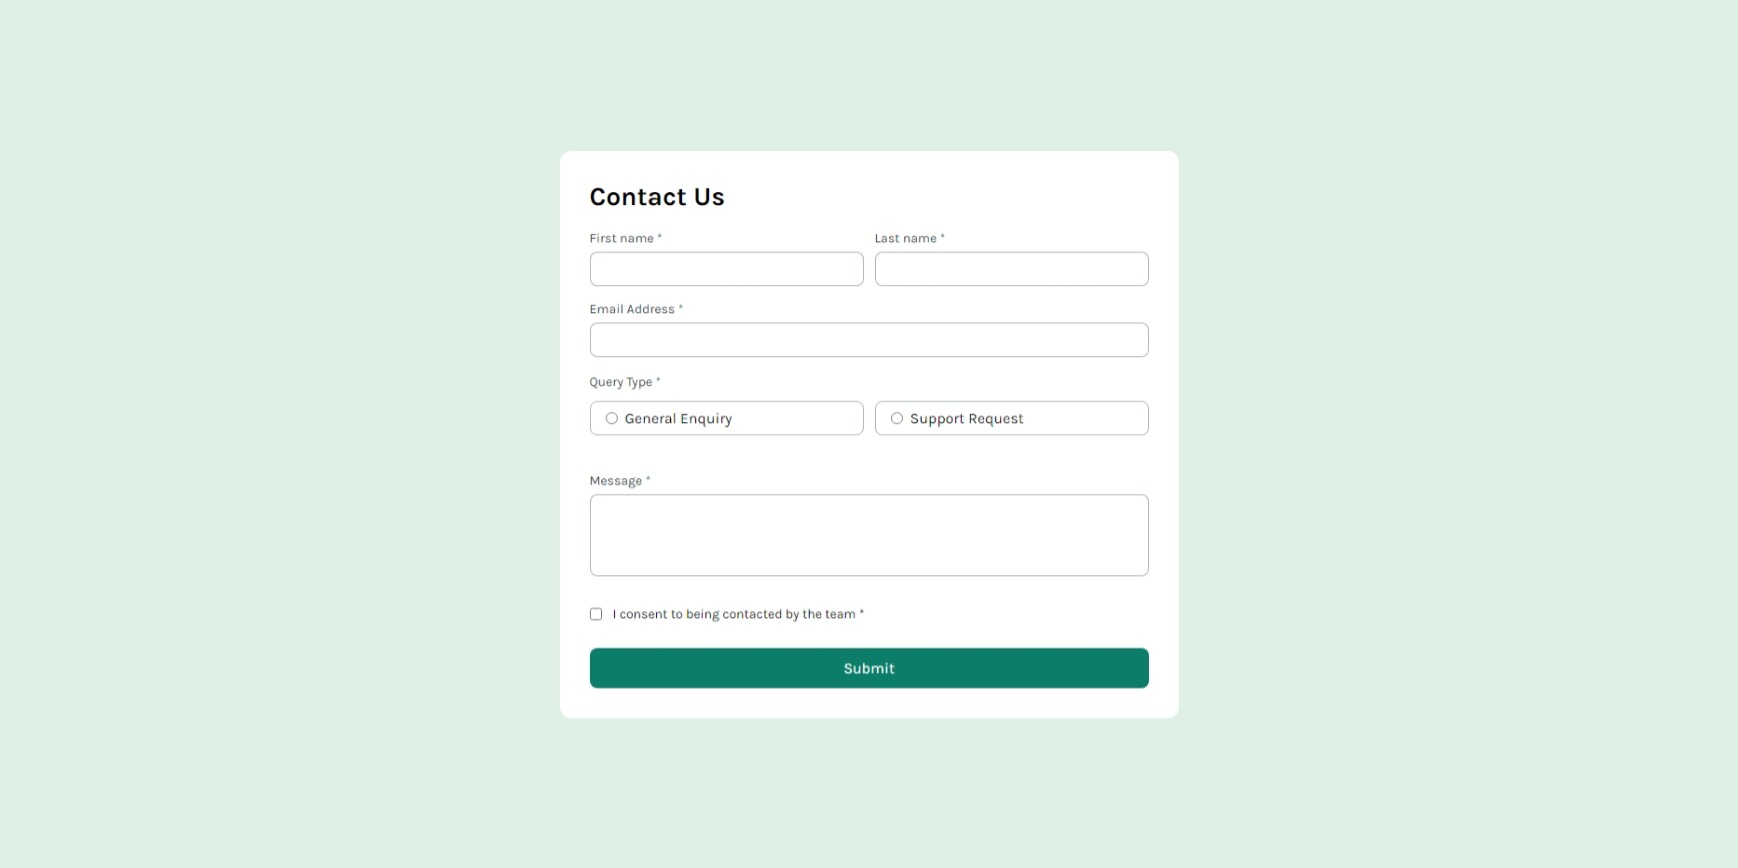 Contact Us
First name * Last name *
Email Address *
Query Type *
General Enquiry Support Request
Message *
I consent to being contacted by the team *
Submit